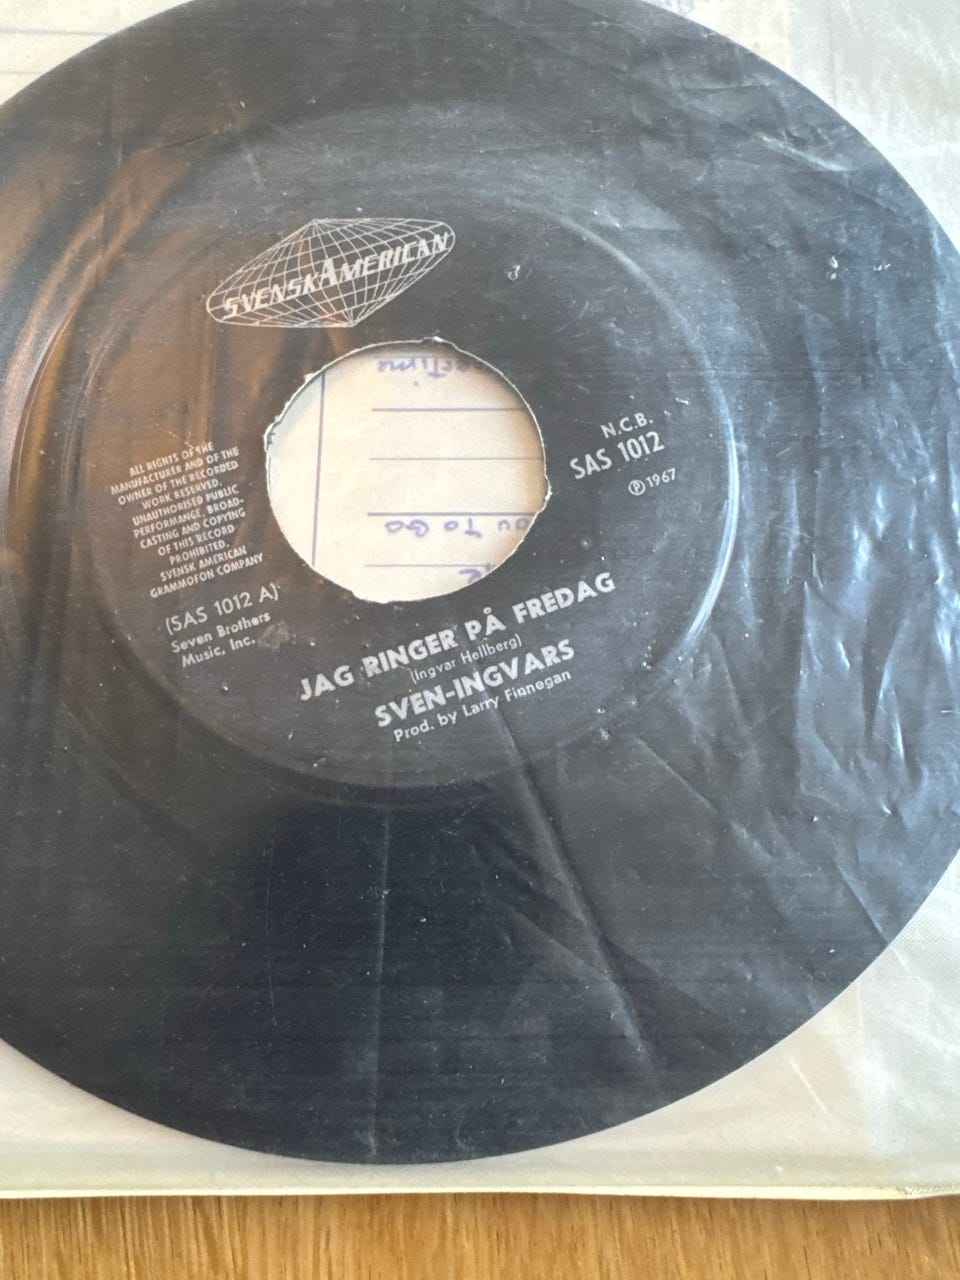 SVENSKAMERICAN
N.C.B.
SAS 1012
Ⓟ 1967
ALL RIGHTS OF THE
MANUFACTURER AND OF THE
OWNER OF THE RECORDED
WORK RESERVED.
UNAUTHORISED PUBLIC
PERFORMANCE, BROAD-
CASTING AND COPYING
OF THIS RECORD
PROHIBITED.
SVENSK AMERICAN
GRAMMOFON COMPANY
(SAS 1012 A)
Seven Brothers
Music, Inc.
JAG RINGER PÅ FREDAG
(Ingvar Hellberg)
SVEN-INGVARS
Prod. by Larry Finnegan
To Go